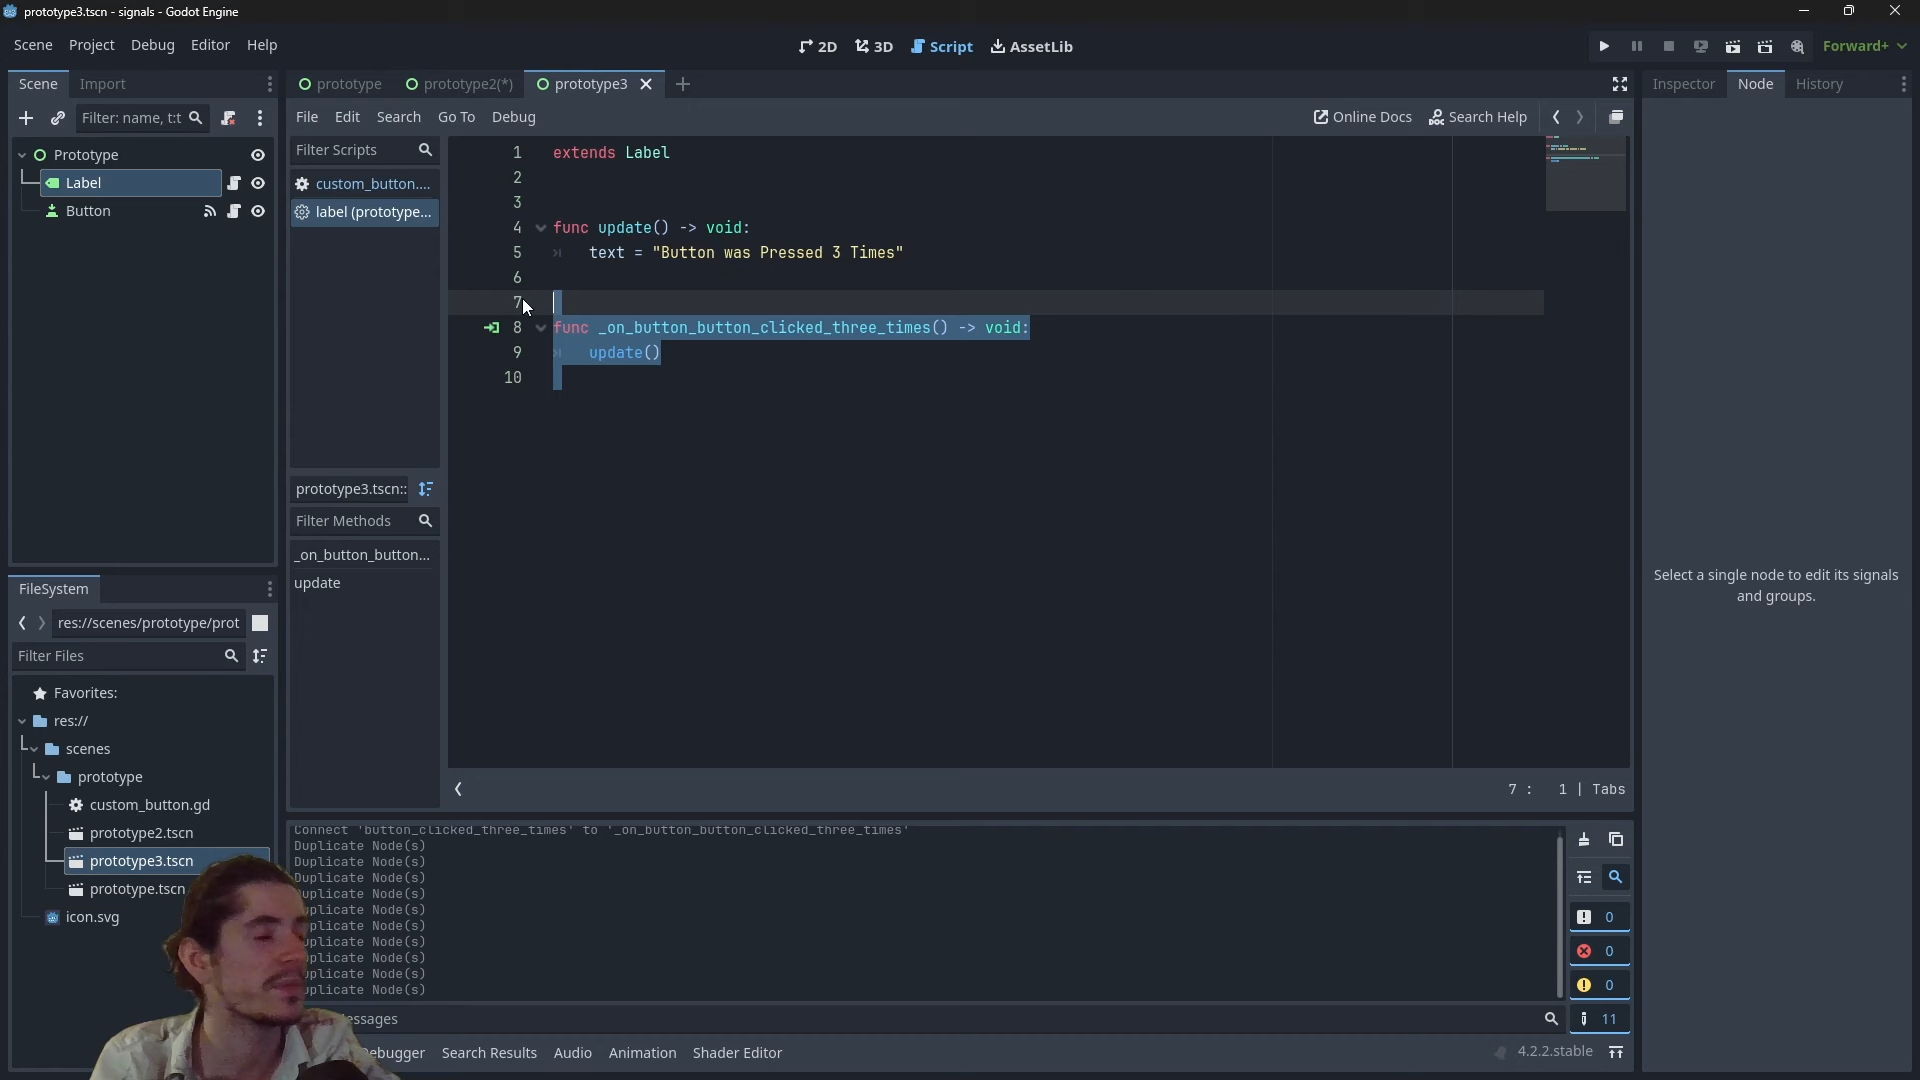 prototype3.tscn - signals - Godot Engine
Scene Project Debug Editor Help
2D 3D Script AssetLib
Forward+
Scene Import
prototype prototype2(*) prototype3
Inspector Node History
Filter: name, t:t
File Edit Search Go To Debug
Online Docs Search Help
Prototype
Label
Button
Filter Scripts
custom_button....
label (prototype...
prototype3.tscn::
Filter Methods
_on_button_button...
update
1 extends Label
2
3
4 func update() -> void:
5 text = "Button was Pressed 3 Times"
6
7
8 func _on_button_button_clicked_three_times() -> void:
9 update()
10
7 : 1 | Tabs
Select a single node to edit its signals
and groups.
FileSystem
res://scenes/prototype/prot
Filter Files
Favorites:
res://
scenes
prototype
custom_button.gd
prototype2.tscn
prototype3.tscn
prototype.tscn
icon.svg
Connect 'button_clicked_three_times' to '_on_button_button_clicked_three_times'
Duplicate Node(s)
Duplicate Node(s)
Duplicate Node(s)
uplicate Node(s)
uplicate Node(s)
plicate Node(s)
plicate Node(s)
plicate Node(s)
plicate Node(s)
uplicate Node(s)
essages
0
0
0
11
Debugger Search Results Audio Animation Shader Editor
4.2.2.stable